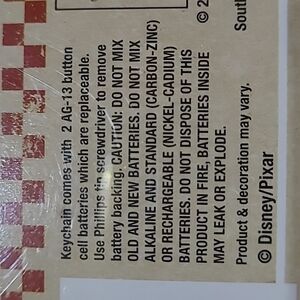 Keychain comes with 2 AG-13 button
cell batteries which are replaceable.
Use Phillips screwdriver to remove
battery backing. CAUTION: DO NOT MIX
OLD AND NEW BATTERIES. DO NOT MIX
ALKALINE AND STANDARD (CARBON-ZINC)
OR RECHARGEABLE (NICKEL-CADIUM)
BATTERIES. DO NOT DISPOSE OF THIS
PRODUCT IN FIRE, BATTERIES INSIDE
MAY LEAK OR EXPLODE.
Product & decoration may vary.
© Disney/Pixar
© 2
South